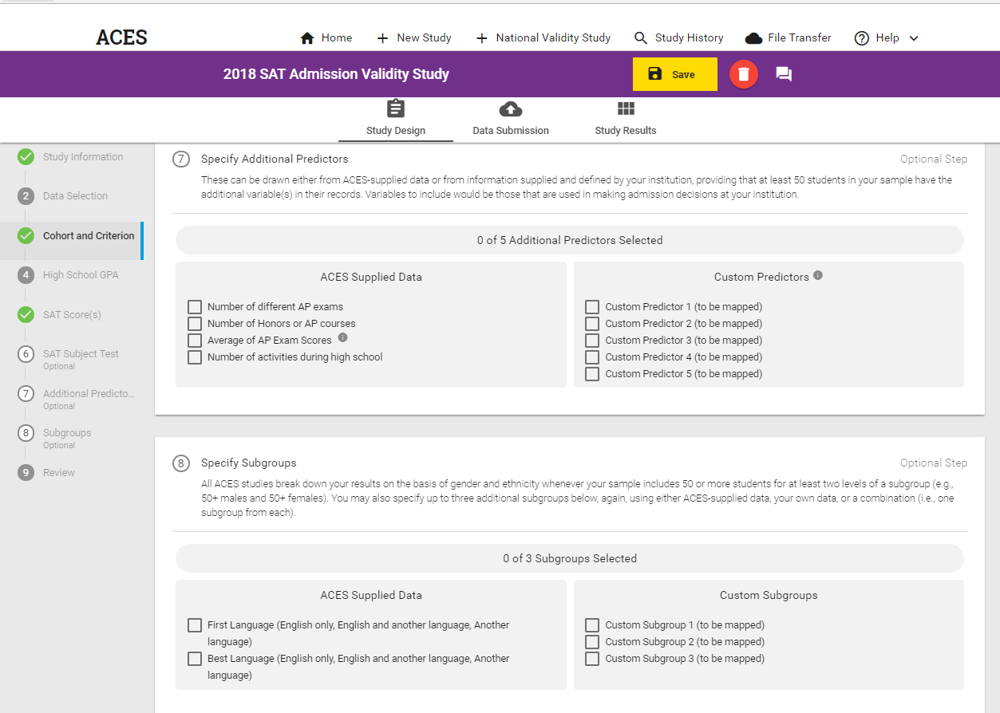 ACES
Home
New Study
National Validity Study
Study History
File Transfer
Help
2018 SAT Admission Validity Study
Save
Study Design
Data Submission
Study Results
Study Information
2 Data Selection
Cohort and Criterion
4 High School GPA
SAT Score(s)
6 SAT Subject Test
Optional
7 Additional Predicto...
Optional
8 Subgroups
Optional
9 Review
7 Specify Additional Predictors
Optional Step
These can be drawn either from ACES-supplied data or from information supplied and defined by your institution, providing that at least 50 students in your sample have the
additional variable(s) in their records. Variables to include would be those that are used in making admission decisions at your institution.
0 of 5 Additional Predictors Selected
ACES Supplied Data
Number of different AP exams
Number of Honors or AP courses
Average of AP Exam Scores
Number of activities during high school
Custom Predictors
Custom Predictor 1 (to be mapped)
Custom Predictor 2 (to be mapped)
Custom Predictor 3 (to be mapped)
Custom Predictor 4 (to be mapped)
Custom Predictor 5 (to be mapped)
8 Specify Subgroups
Optional Step
All ACES studies break down your results on the basis of gender and ethnicity whenever your sample includes 50 or more students for at least two levels of a subgroup (e.g.,
50+ males and 50+ females). You may also specify up to three additional subgroups below, again, using either ACES-supplied data, your own data, or a combination (i.e., one
subgroup from each).
0 of 3 Subgroups Selected
ACES Supplied Data
First Language (English only, English and another language, Another
language)
Best Language (English only, English and another language, Another
language)
Custom Subgroups
Custom Subgroup 1 (to be mapped)
Custom Subgroup 2 (to be mapped)
Custom Subgroup 3 (to be mapped)